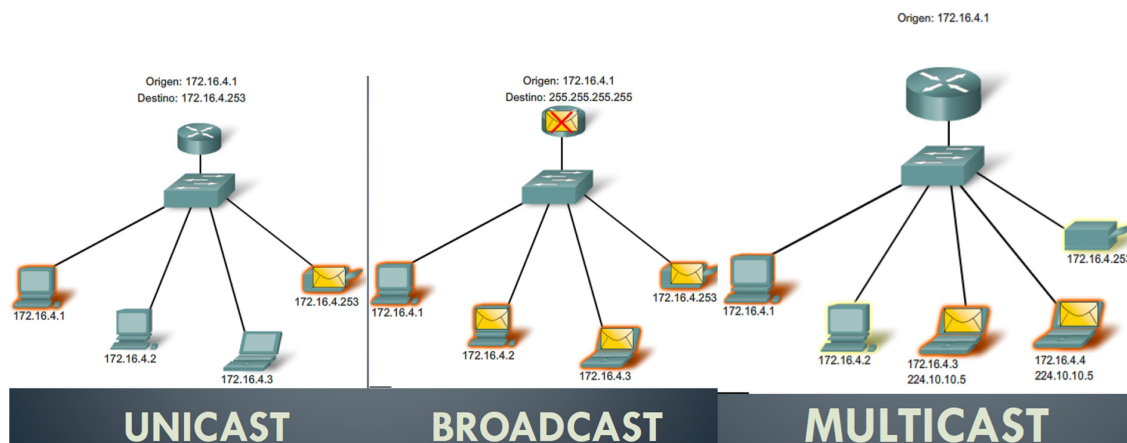 Origen: 172.16.4.1
Destino: 172.16.4.253
172.16.4.1
172.16.4.2
172.16.4.3
172.16.4.253
UNICAST
Origen: 172.16.4.1
Destino: 255.255.255.255
172.16.4.1
172.16.4.2
172.16.4.3
172.16.4.253
BROADCAST
Origen: 172.16.4.1
172.16.4.253
172.16.4.1
172.16.4.2
172.16.4.3
224.10.10.5
172.16.4.4
224.10.10.5
MULTICAST